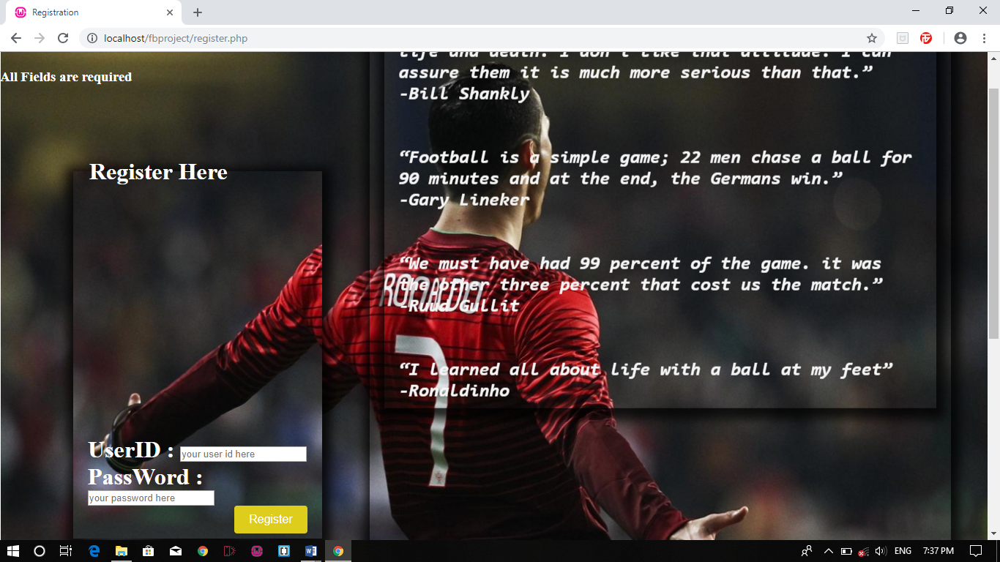 Registration
localhost/fbproject/register.php
All Fields are required
life and death. I don't like that attitude. I can
assure them it is much more serious than that.”
-Bill Shankly
“Football is a simple game; 22 men chase a ball for
90 minutes and at the end, the Germans win.”
-Gary Lineker
“We must have had 99 percent of the game. it was
the other three percent that cost us the match.”
-Ruud Gullit
“I learned all about life with a ball at my feet”
-Ronaldinho
Register Here
UserID : your user id here
PassWord :
your password here
Register
RONALDO
7
ENG 7:37 PM